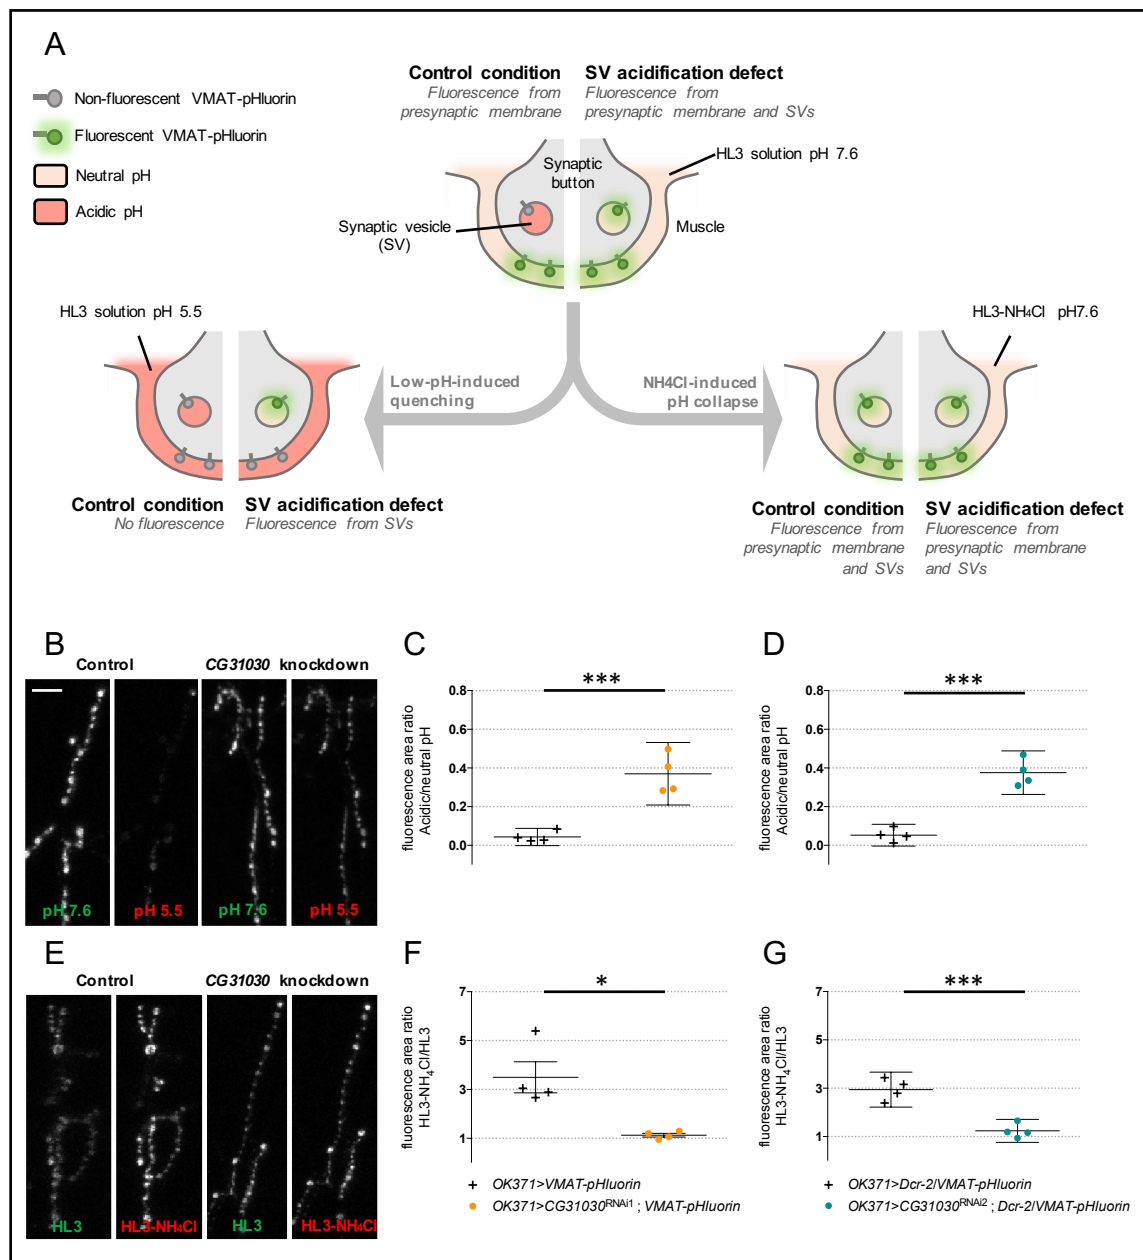 A
Non-fluorescent VMAT-pHluorin
Fluorescent VMAT-pHluorin
Neutral pH
Acidic pH
Control condition
Fluorescence from
presynaptic membrane
SV acidification defect
Fluorescence from
presynaptic membrane and SVs
HL3 solution pH 7.6
Synaptic
button
Synaptic vesicle
(SV)
Muscle
HL3 solution pH 5.5
HL3-NH₄Cl pH7.6
Low-pH-induced
quenching
NH4Cl-induced
pH collapse
Control condition
No fluorescence
SV acidification defect
Fluorescence from SVs
Control condition
Fluorescence from
presynaptic membrane
and SVs
SV acidification defect
Fluorescence from
presynaptic membrane
and SVs
B
Control
CG31030 knockdown
pH 7.6
pH 5.5
pH 7.6
pH 5.5
C
fluorescence area ratio
Acidic/neutral pH
0.8
0.6
0.4
0.2
0.0
***
D
fluorescence area ratio
Acidic/neutral pH
0.8
0.6
0.4
0.2
0.0
***
E
Control
CG31030 knockdown
HL3
HL3-NH₄Cl
HL3
HL3-NH₄Cl
F
fluorescence area ratio
HL3-NH₄Cl/HL3
7
5
3
1
*
OK371>VMAT-pHluorin
OK371>CG31030ᴿᴺᴬⁱ¹ ; VMAT-pHluorin
G
fluorescence area ratio
HL3-NH₄Cl/HL3
7
5
3
1
***
OK371>Dcr-2/VMAT-pHluorin
OK371>CG31030ᴿᴺᴬⁱ² ; Dcr-2/VMAT-pHluorin